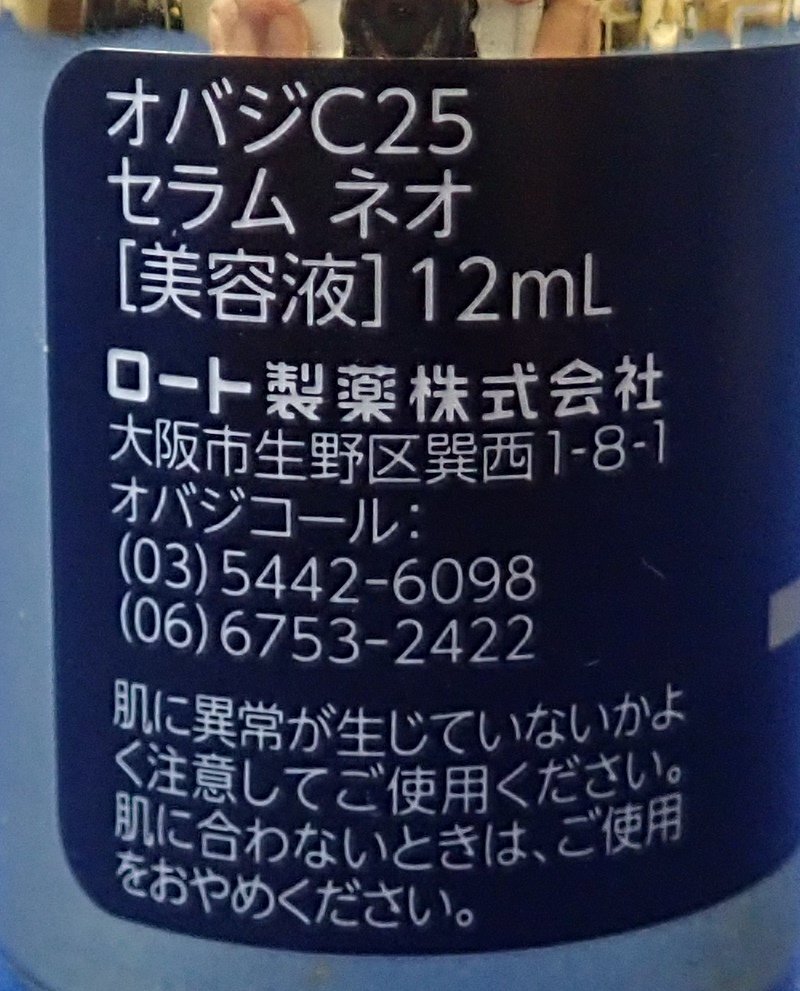 オバジC25
セラム ネオ
[美容液] 12mL
ロート製薬株式会社
大阪市生野区巽西1-8-1
オバジコール:
(03)5442-6098
(06)6753-2422
肌に異常が生じていないかよ
く注意してご使用ください。
肌に合わないときは、ご使用
をおやめください。